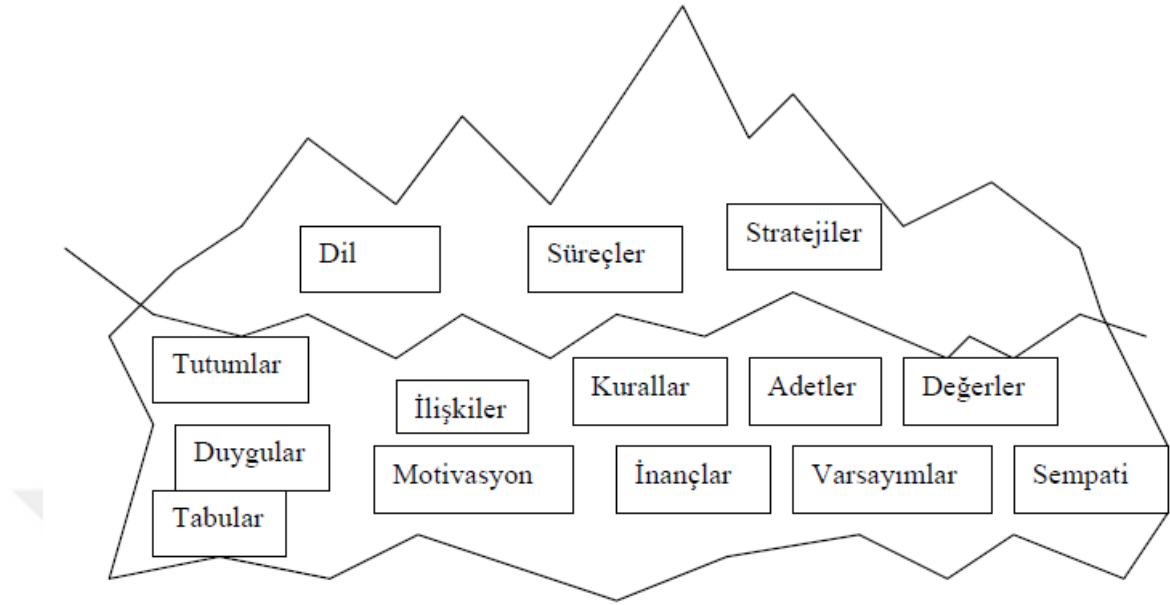 Dil
Süreçler
Stratejiler
Tutumlar
İlişkiler
Kurallar
Adetler
Değerler
Duygular
Motivasyon
İnançlar
Varsayımlar
Sempati
Tabular